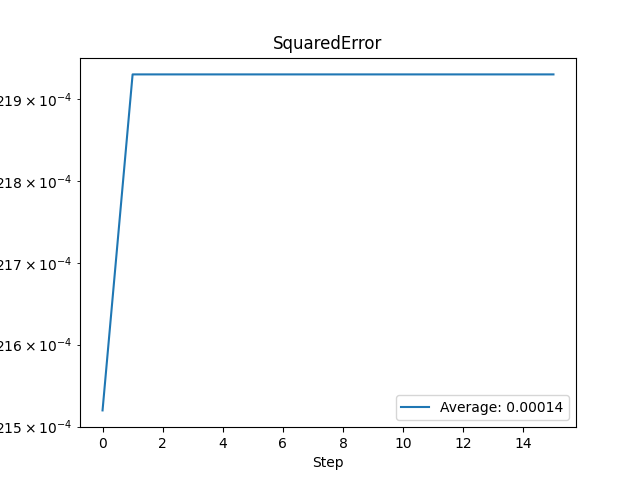 SquaredError
219 × 10⁻⁴
218 × 10⁻⁴
217 × 10⁻⁴
216 × 10⁻⁴
215 × 10⁻⁴
Average: 0.00014
0 2 4 6 8 10 12 14
Step